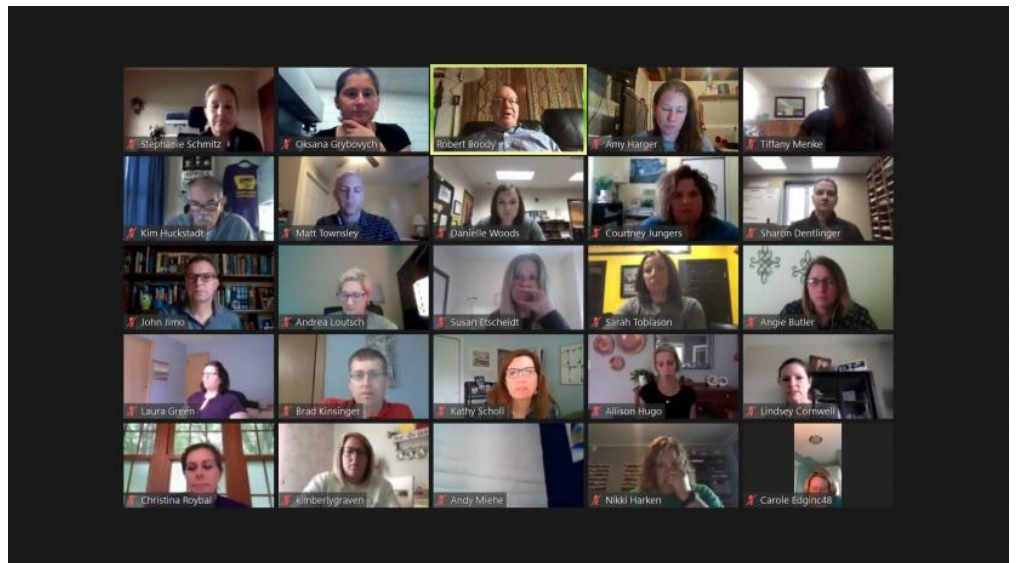 Stephanie Schmitz
Oksana Grybovych
Robert Boody
Amy Harger
Tiffany Menke
Kim Huckstadt
Matt Townsley
Danielle Woods
Courtney Jungers
Sharon Dentlinger
John Jimo
Andrea Loutsch
Susan Etscheidt
Sarah Tobiason
Angie Butler
Laura Green
Brad Kinsinger
Kathy Scholl
Allison Hugo
Lindsey Cornwell
Christina Roybal
kimberlygraven
Andy Miehe
Nikki Harken
Carole Edginc48